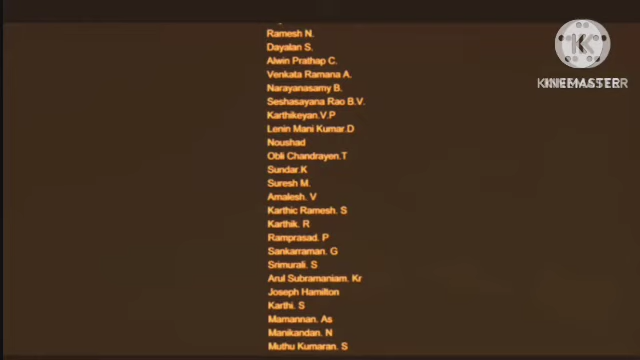 Ramesh N.
Dayalan S.
Alwin Prathap C.
Venkata Ramana A.
Narayanasamy B.
Seshasayana Rao B.V.
Karthikeyan.V.P
Lenin Mani Kumar.D
Noushad
Obli Chandrayen.T
Sundar.K
Suresh M.
Amalesh. V
Karthic Ramesh. S
Karthik. R
Ramprasad. P
Sankarraman. G
Srimurali. S
Arul Subramaniam. Kr
Joseph Hamilton
Karthi. S
Mamannan. As
Manikandan. N
Muthu Kumaran. S
KINEMASTER